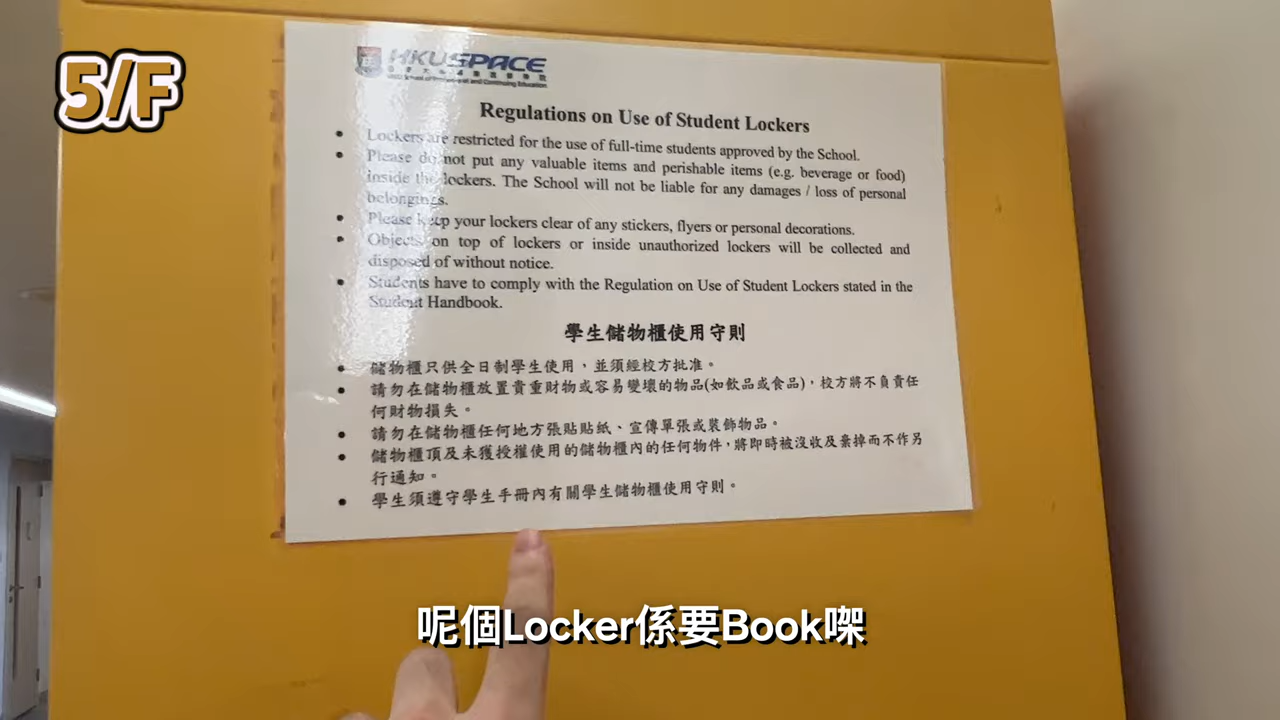 5/F
HKU SPACE
Regulations on Use of Student Lockers
• Lockers are restricted for the use of full-time students approved by the School.
• Please do not put any valuable items and perishable items (e.g. beverage or food)
inside the lockers. The School will not be liable for any damages / loss of personal
belongings.
• Please keep your lockers clear of any stickers, flyers or personal decorations.
• Objects on top of lockers or inside unauthorized lockers will be collected and
disposed of without notice.
• Students have to comply with the Regulation on Use of Student Lockers stated in the
Student Handbook.
學生儲物櫃使用守則
• 儲物櫃只供全日制學生使用，並須經校方批准。
• 請勿在儲物櫃放置貴重財物或容易變壞的物品(如飲品或食品)，校方將不負責任
何財物損失。
• 請勿在儲物櫃任何地方張貼貼紙、宣傳單張或裝飾物品。
• 儲物櫃頂及未獲授權使用的儲物櫃內的任何物件，將即時被沒收及棄掉而不作另
行通知。
• 學生須遵守學生手冊內有關學生儲物櫃使用守則。
呢個Locker係要Book㗎